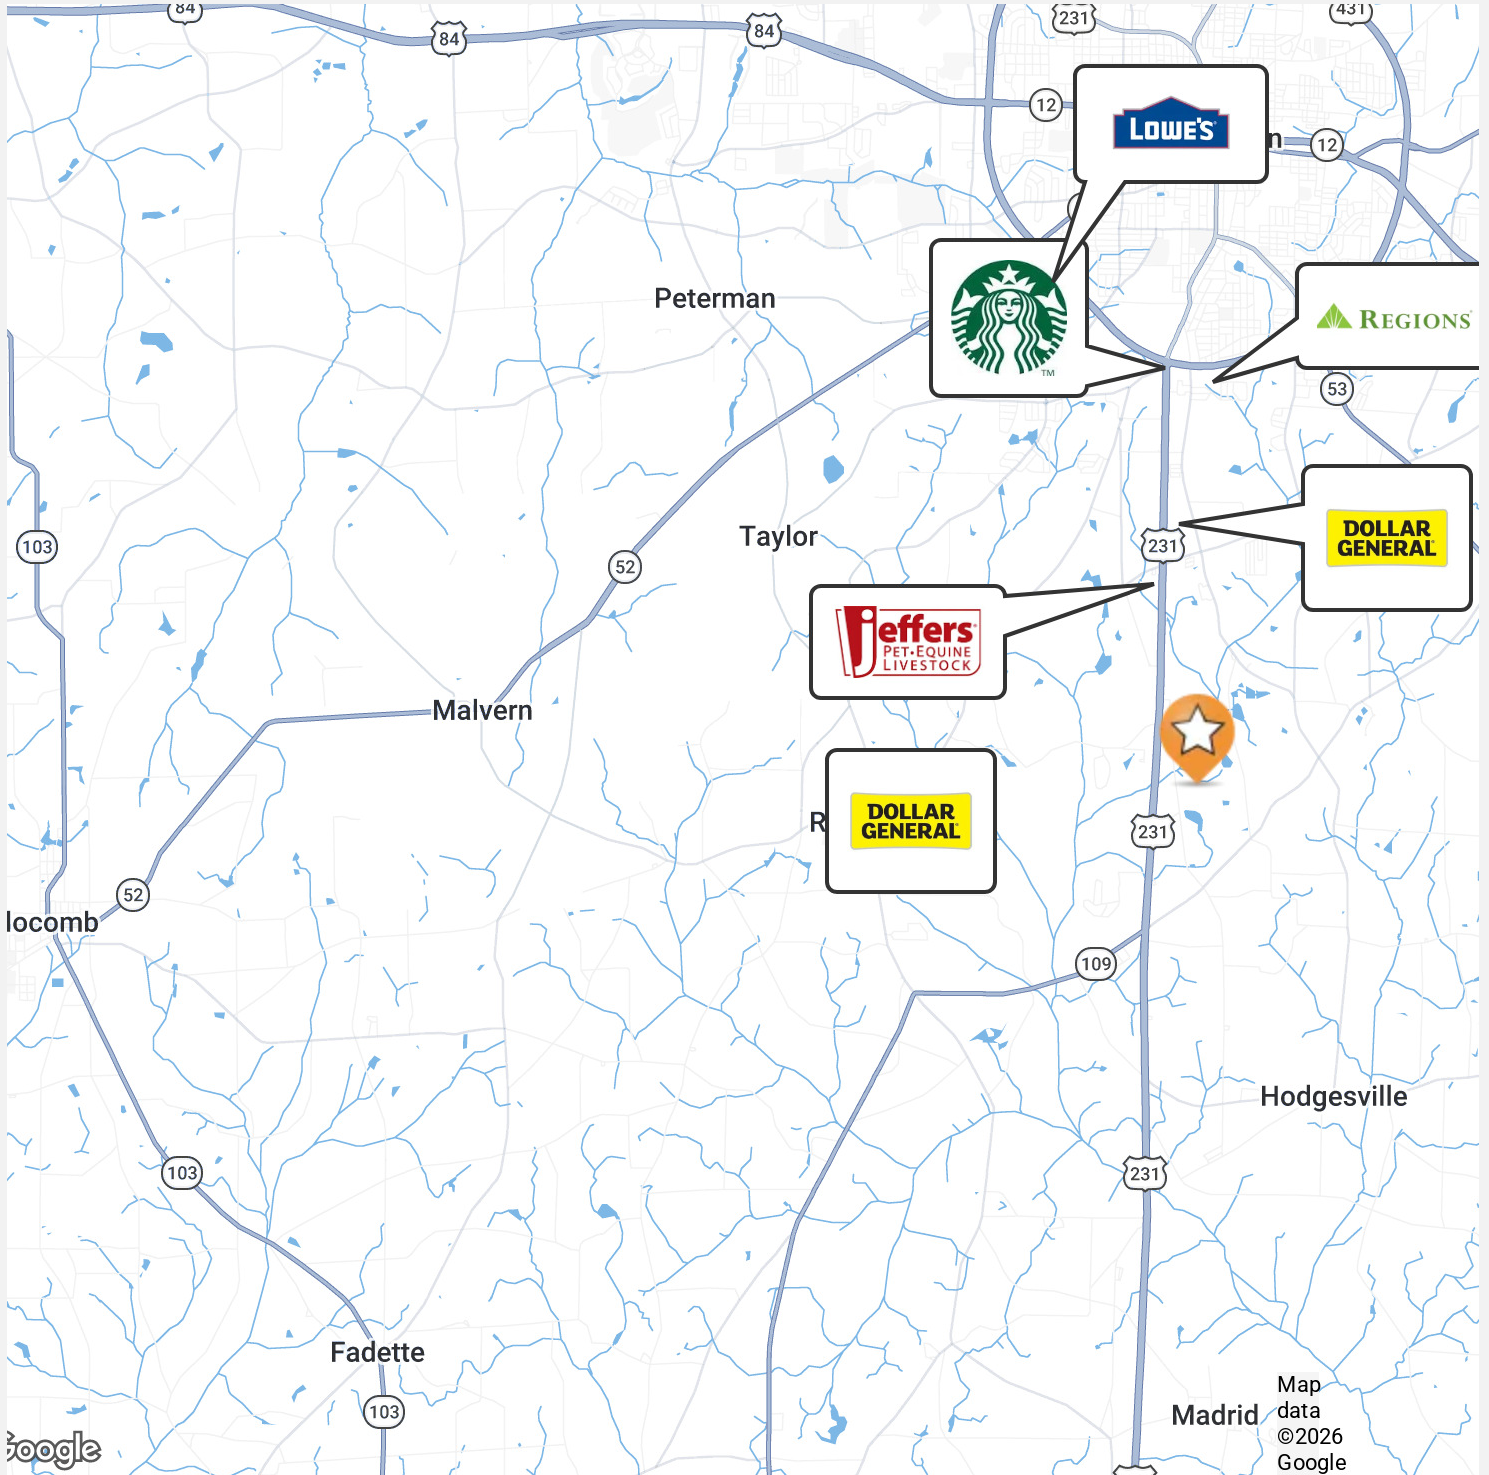 84
84
84
231
431
12
LOWE'S
n
12
Peterman
TM
REGIONS
53
103
Taylor
52
231
DOLLAR
GENERAL
jeffers
PET•EQUINE
LIVESTOCK
Malvern
R
DOLLAR
GENERAL
231
52
locomb
109
Hodgesville
103
231
Fadette
103
Madrid
Map
data
©2026
Google
Google